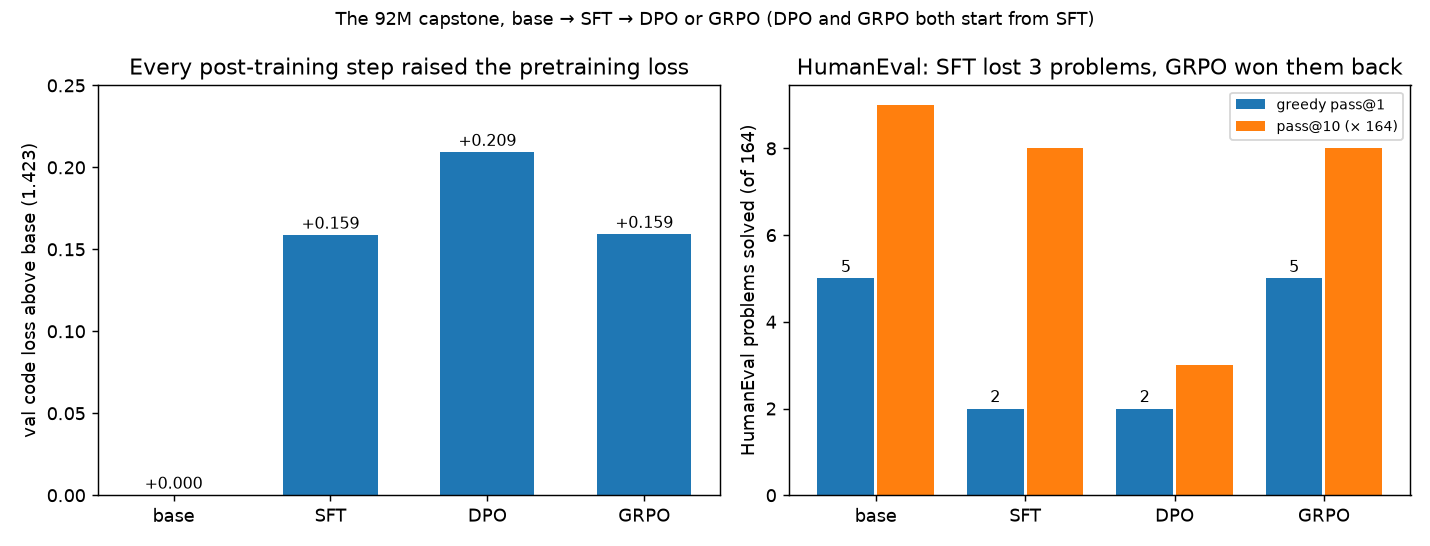 The 92M capstone, base → SFT → DPO or GRPO (DPO and GRPO both start from SFT)
Every post-training step raised the pretraining loss
val code loss above base (1.423)
0.25
0.20
0.15
0.10
0.05
0.00
+0.000
+0.159
+0.209
+0.159
base
SFT
DPO
GRPO
HumanEval: SFT lost 3 problems, GRPO won them back
HumanEval problems solved (of 164)
greedy pass@1
pass@10 (× 164)
8
6
4
2
0
5
2
2
5
base
SFT
DPO
GRPO